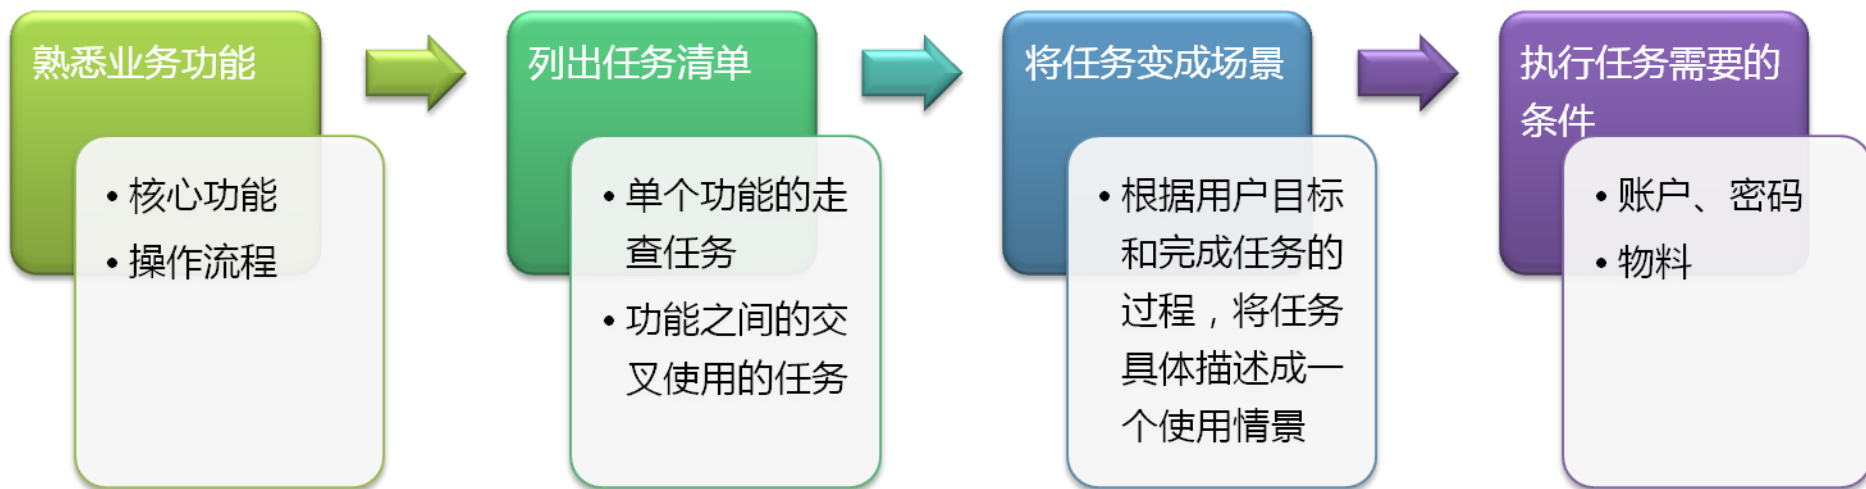 熟悉业务功能
• 核心功能
• 操作流程
列出任务清单
• 单个功能的走
查任务
• 功能之间的交
叉使用的任务
将任务变成场景
• 根据用户目标
和完成任务的
过程，将任务
具体描述成一
个使用情景
执行任务需要的
条件
• 账户、密码
• 物料